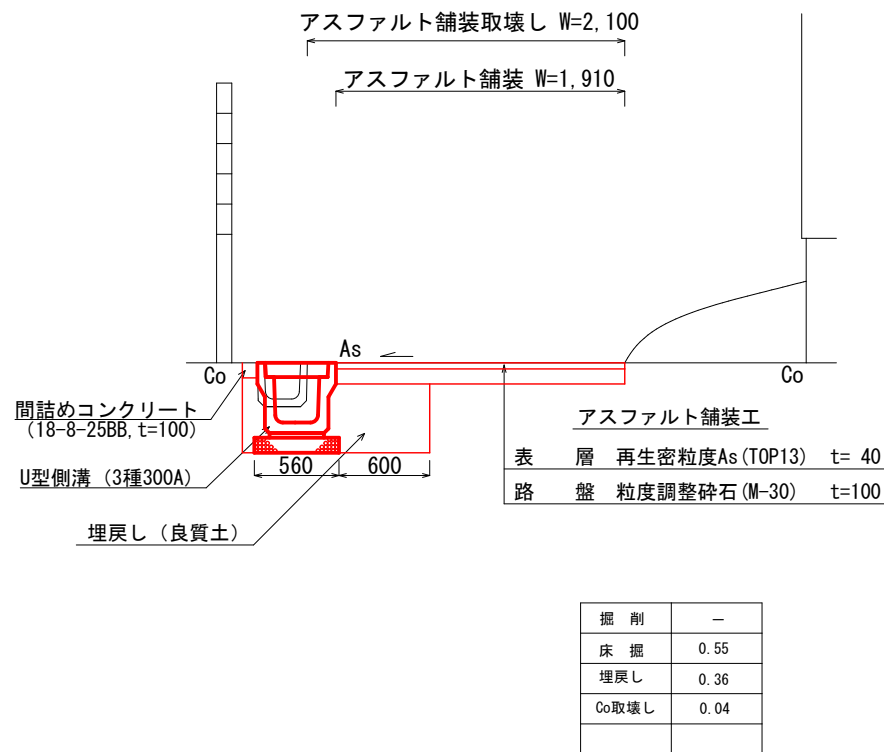 アスファルト舗装取壊し W=2,100
アスファルト舗装 W=1,910
As
Co
Co
間詰めコンクリート
(18-8-25BB,t=100)
U型側溝 (3種300A)
560
600
埋戻し (良質土)
アスファルト舗装工
表 層 再生密粒度As(TOP13) t= 40
路 盤 粒度調整砕石(M-30) t=100
掘 削 －
床 掘 0.55
埋戻し 0.36
Co取壊し 0.04